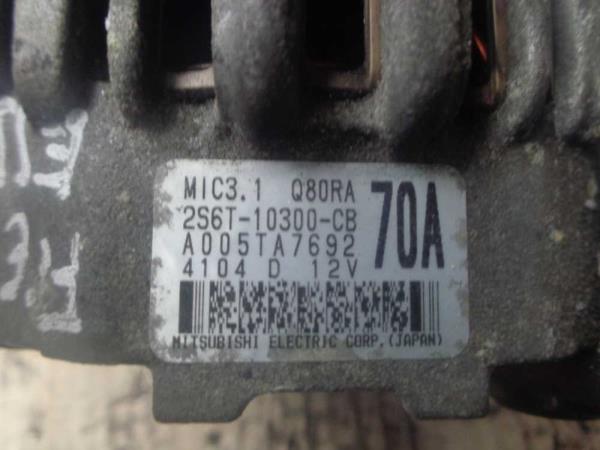 MIC3.1 Q80RA 70A
2S6T-10300-CB
A005TA7692
4104 D 12V
MITSUBISHI ELECTRIC CORP.(JAPAN)